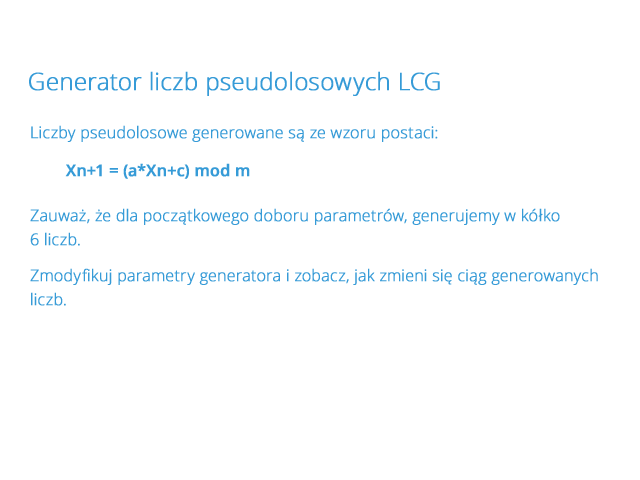 Generator liczb pseudolosowych LCG
Liczby pseudolosowe generowane są ze wzoru postaci:
Xn+1 = (a*Xn+c) mod m
Zauważ, że dla początkowego doboru parametrów, generujemy w kółko
6 liczb.
Zmodyfikuj parametry generatora i zobacz, jak zmieni się ciąg generowanych
liczb.